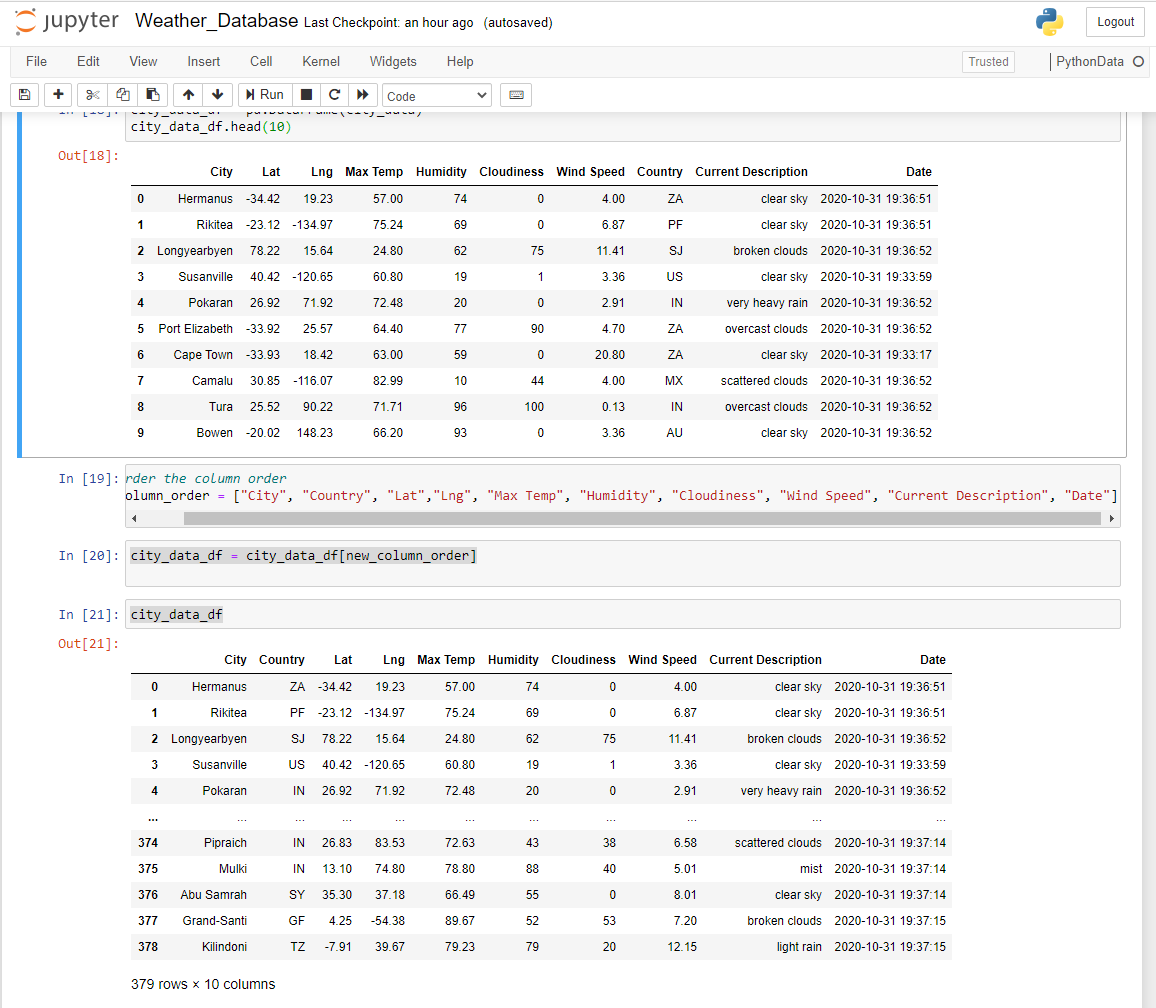 jupyter Weather_Database Last Checkpoint: an hour ago (autosaved) Logout
File Edit View Insert Cell Kernel Widgets Help Trusted PythonData
Run Code
city_data_df.head(10)
Out[18]:
City Lat Lng Max Temp Humidity Cloudiness Wind Speed Country Current Description Date
0 Hermanus -34.42 19.23 57.00 74 0 4.00 ZA clear sky 2020-10-31 19:36:51
1 Rikitea -23.12 -134.97 75.24 69 0 6.87 PF clear sky 2020-10-31 19:36:51
2 Longyearbyen 78.22 15.64 24.80 62 75 11.41 SJ broken clouds 2020-10-31 19:36:52
3 Susanville 40.42 -120.65 60.80 19 1 3.36 US clear sky 2020-10-31 19:33:59
4 Pokaran 26.92 71.92 72.48 20 0 2.91 IN very heavy rain 2020-10-31 19:36:52
5 Port Elizabeth -33.92 25.57 64.40 77 90 4.70 ZA overcast clouds 2020-10-31 19:36:52
6 Cape Town -33.93 18.42 63.00 59 0 20.80 ZA clear sky 2020-10-31 19:33:17
7 Camalu 30.85 -116.07 82.99 10 44 4.00 MX scattered clouds 2020-10-31 19:36:52
8 Tura 25.52 90.22 71.71 96 100 0.13 IN overcast clouds 2020-10-31 19:36:52
9 Bowen -20.02 148.23 66.20 93 0 3.36 AU clear sky 2020-10-31 19:36:52
In [19]: rder the column order
olumn_order = ["City", "Country", "Lat","Lng", "Max Temp", "Humidity", "Cloudiness", "Wind Speed", "Current Description", "Date"]
In [20]: city_data_df = city_data_df[new_column_order]
In [21]: city_data_df
Out[21]:
City Country Lat Lng Max Temp Humidity Cloudiness Wind Speed Current Description Date
0 Hermanus ZA -34.42 19.23 57.00 74 0 4.00 clear sky 2020-10-31 19:36:51
1 Rikitea PF -23.12 -134.97 75.24 69 0 6.87 clear sky 2020-10-31 19:36:51
2 Longyearbyen SJ 78.22 15.64 24.80 62 75 11.41 broken clouds 2020-10-31 19:36:52
3 Susanville US 40.42 -120.65 60.80 19 1 3.36 clear sky 2020-10-31 19:33:59
4 Pokaran IN 26.92 71.92 72.48 20 0 2.91 very heavy rain 2020-10-31 19:36:52
... ... ... ... ... ... ... ... ... ... ...
374 Pipraich IN 26.83 83.53 72.63 43 38 6.58 scattered clouds 2020-10-31 19:37:14
375 Mulki IN 13.10 74.80 78.80 88 40 5.01 mist 2020-10-31 19:37:14
376 Abu Samrah SY 35.30 37.18 66.49 55 0 8.01 clear sky 2020-10-31 19:37:14
377 Grand-Santi GF 4.25 -54.38 89.67 52 53 7.20 broken clouds 2020-10-31 19:37:15
378 Kilindoni TZ -7.91 39.67 79.23 79 20 12.15 light rain 2020-10-31 19:37:15
379 rows × 10 columns